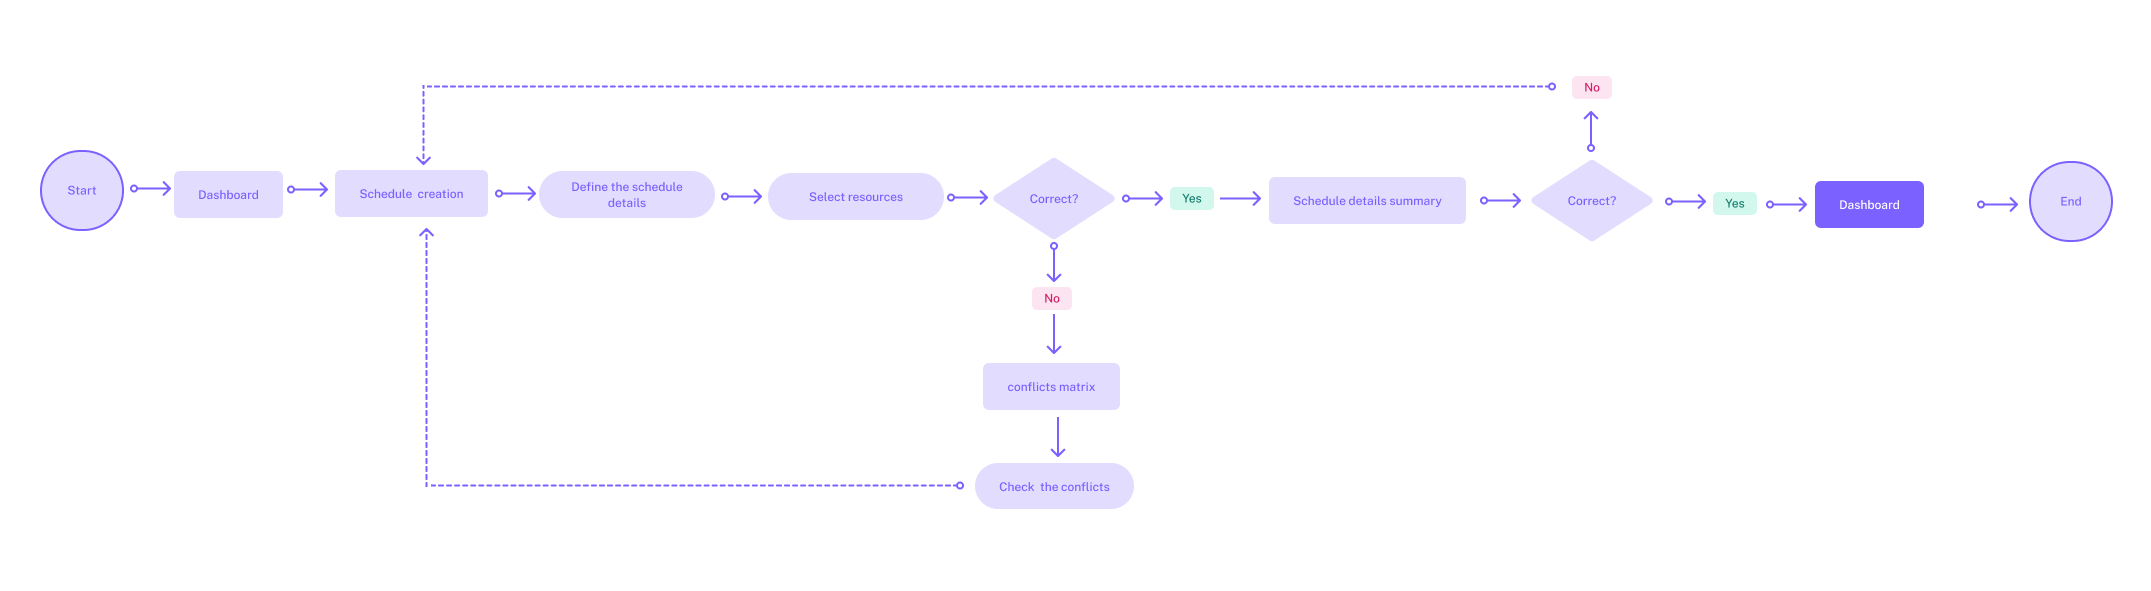 No
Start
Dashboard
Schedule  creation
Define the schedule
details
Select resources
Correct?
Yes
Schedule details summary
Correct?
Yes
Dashboard
End
No
conflicts matrix
Check  the conflicts